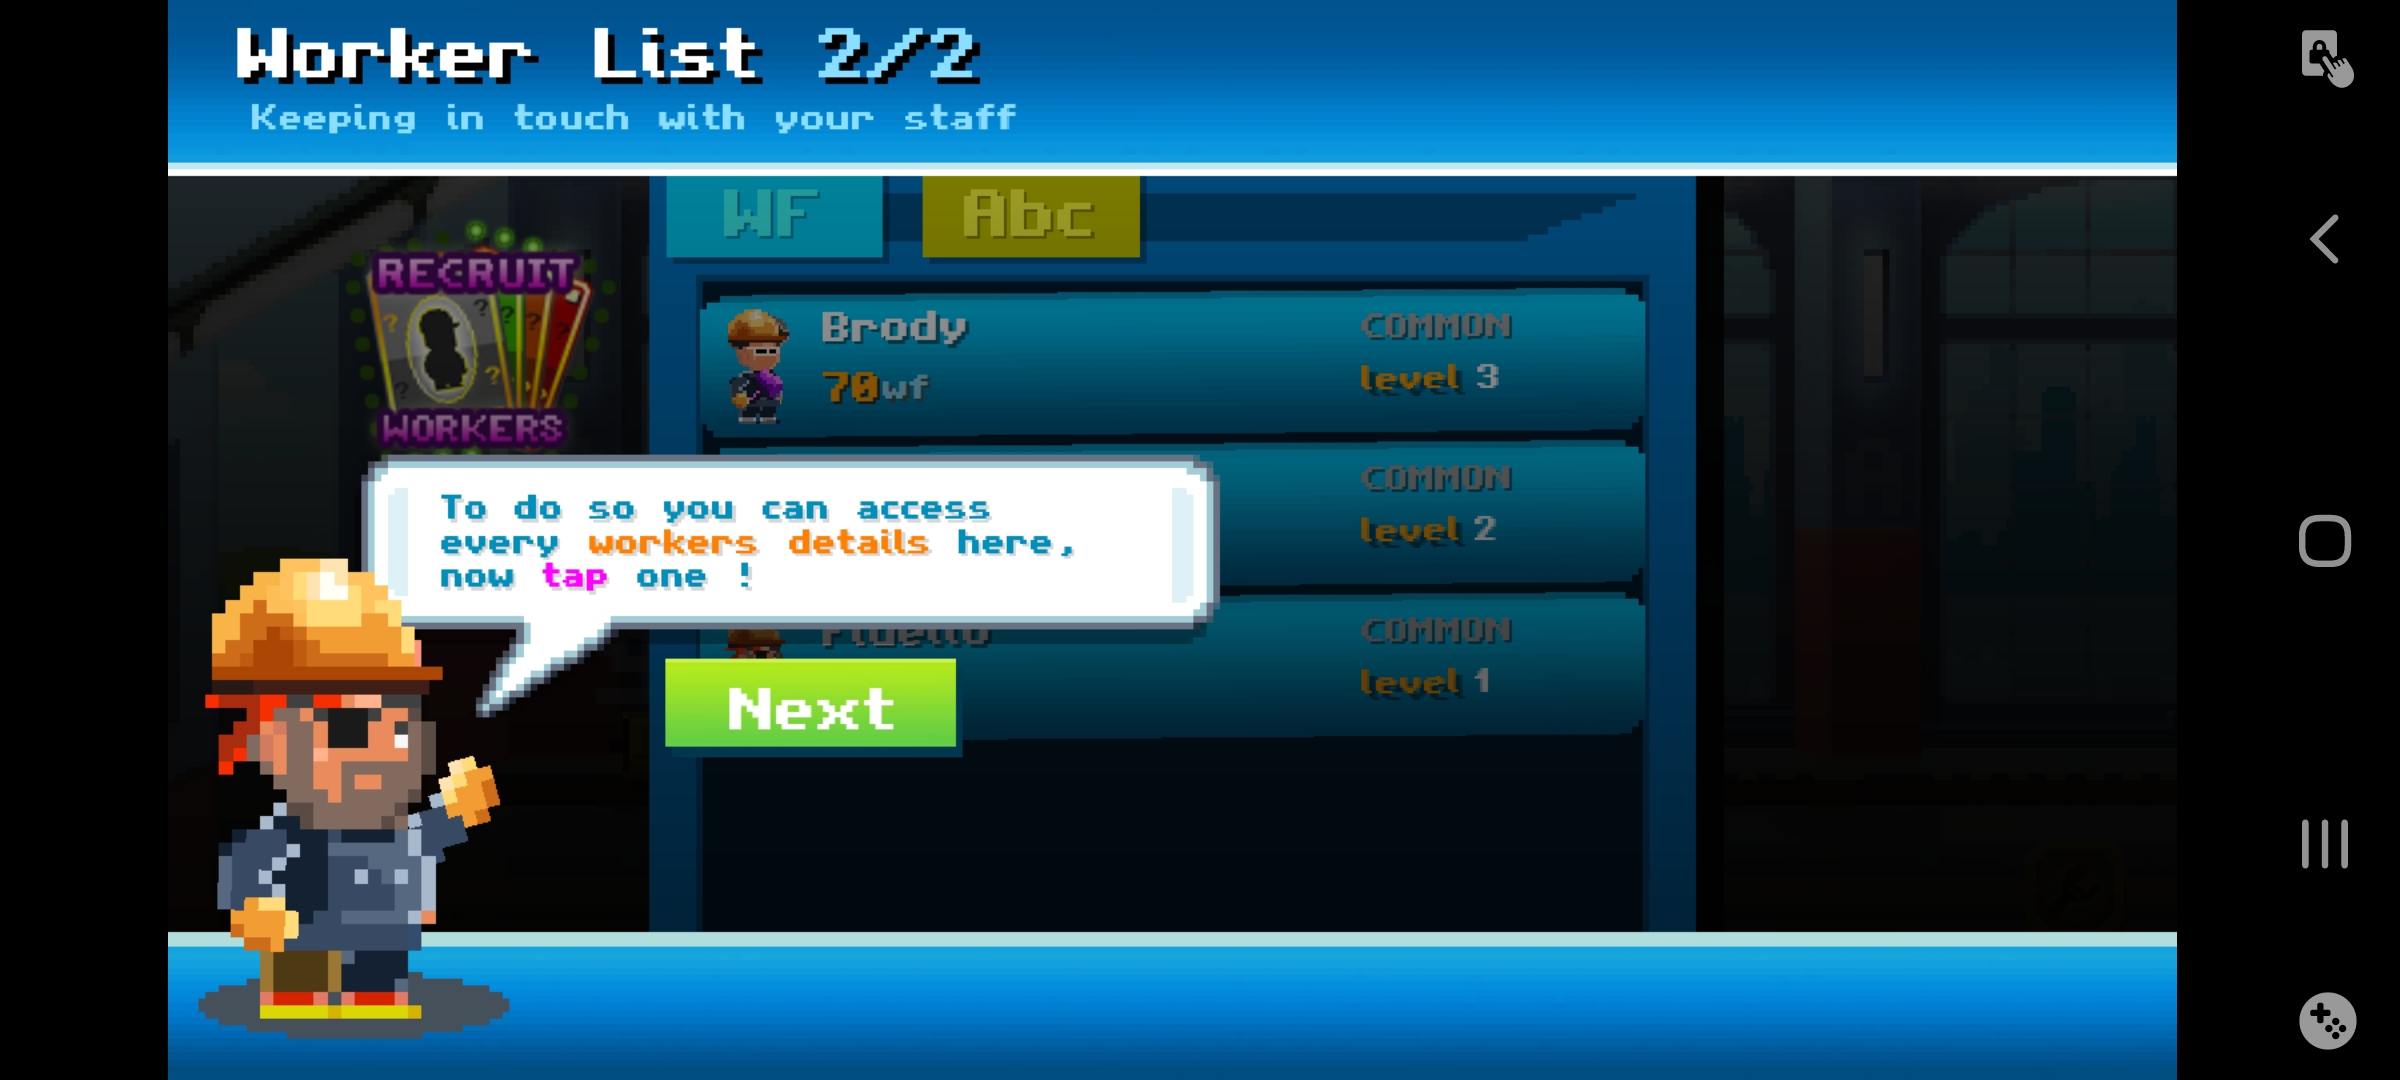 Worker List 2/2
Keeping in touch with your staff
WF
Abc
RECRUIT
WORKERS
Brody
COMMON
70wf
level 3
COMMON
level 2
To do so you can access
every workers details here,
now tap one !
COMMON
level 1
Next